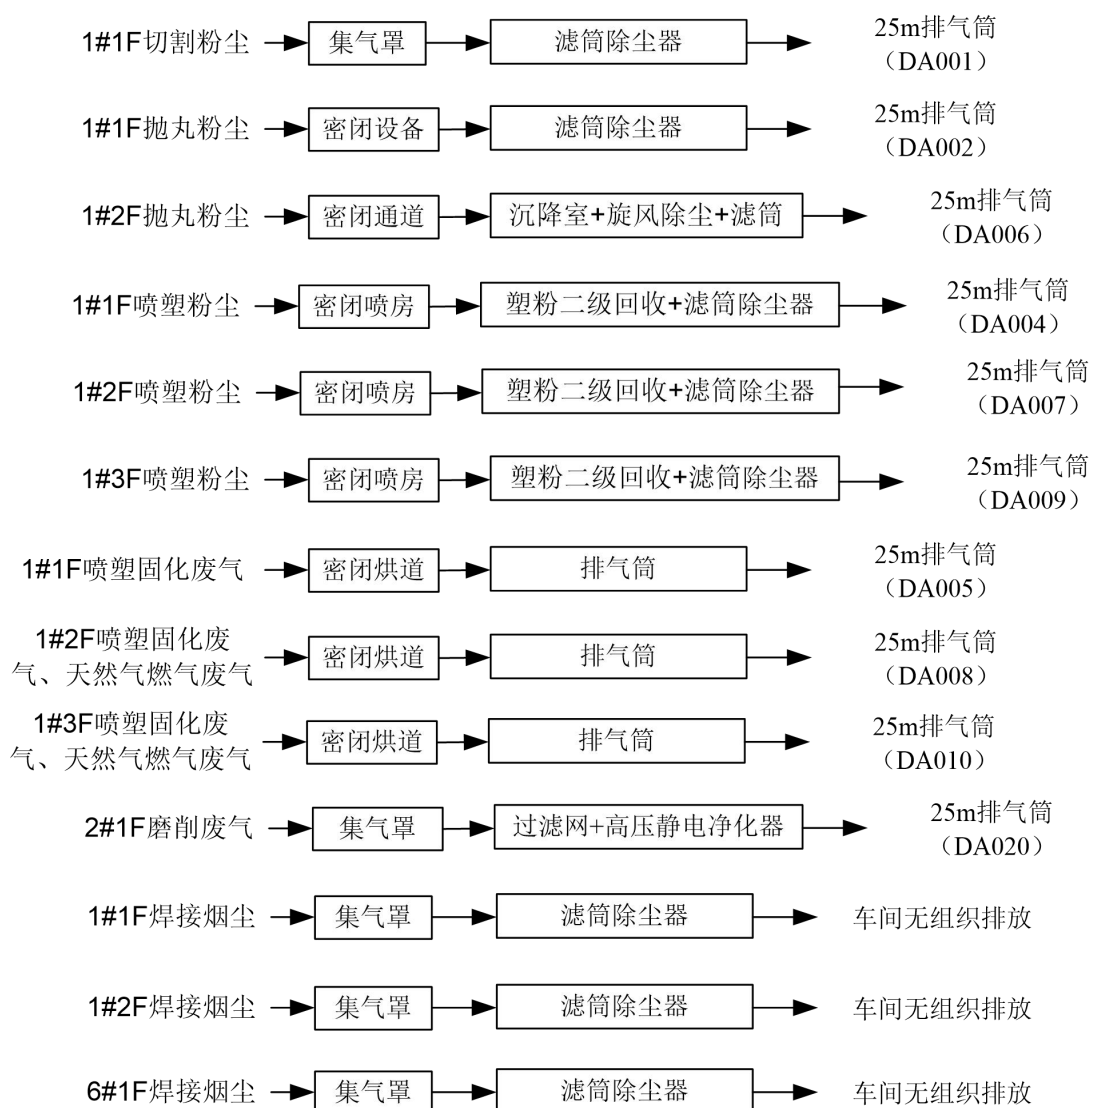 1#1F切割粉尘 集气罩 滤筒除尘器 25m排气筒
（DA001）
1#1F抛丸粉尘 密闭设备 滤筒除尘器 25m排气筒
（DA002）
1#2F抛丸粉尘 密闭通道 沉降室+旋风除尘+滤筒 25m排气筒
（DA006）
1#1F喷塑粉尘 密闭喷房 塑粉二级回收+滤筒除尘器 25m排气筒
（DA004）
1#2F喷塑粉尘 密闭喷房 塑粉二级回收+滤筒除尘器 25m排气筒
（DA007）
1#3F喷塑粉尘 密闭喷房 塑粉二级回收+滤筒除尘器 25m排气筒
（DA009）
1#1F喷塑固化废气 密闭烘道 排气筒 25m排气筒
（DA005）
1#2F喷塑固化废
气、天然气燃气废气 密闭烘道 排气筒 25m排气筒
（DA008）
1#3F喷塑固化废
气、天然气燃气废气 密闭烘道 排气筒 25m排气筒
（DA010）
2#1F磨削废气 集气罩 过滤网+高压静电净化器 25m排气筒
（DA020）
1#1F焊接烟尘 集气罩 滤筒除尘器 车间无组织排放
1#2F焊接烟尘 集气罩 滤筒除尘器 车间无组织排放
6#1F焊接烟尘 集气罩 滤筒除尘器 车间无组织排放